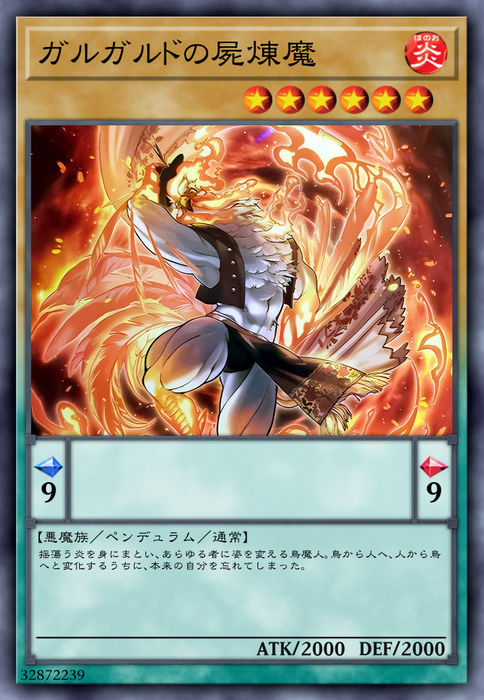 ガルガルドの屍煉魔
ほのお
炎
9
9
【悪魔族／ペンデュラム／通常】
揺蕩う炎を身にまとい、あらゆる者に姿を変える鳥魔人。鳥から人へ、人から鳥
へと変化するうちに、本来の自分を忘れてしまった。
ATK/2000 DEF/2000
32872239